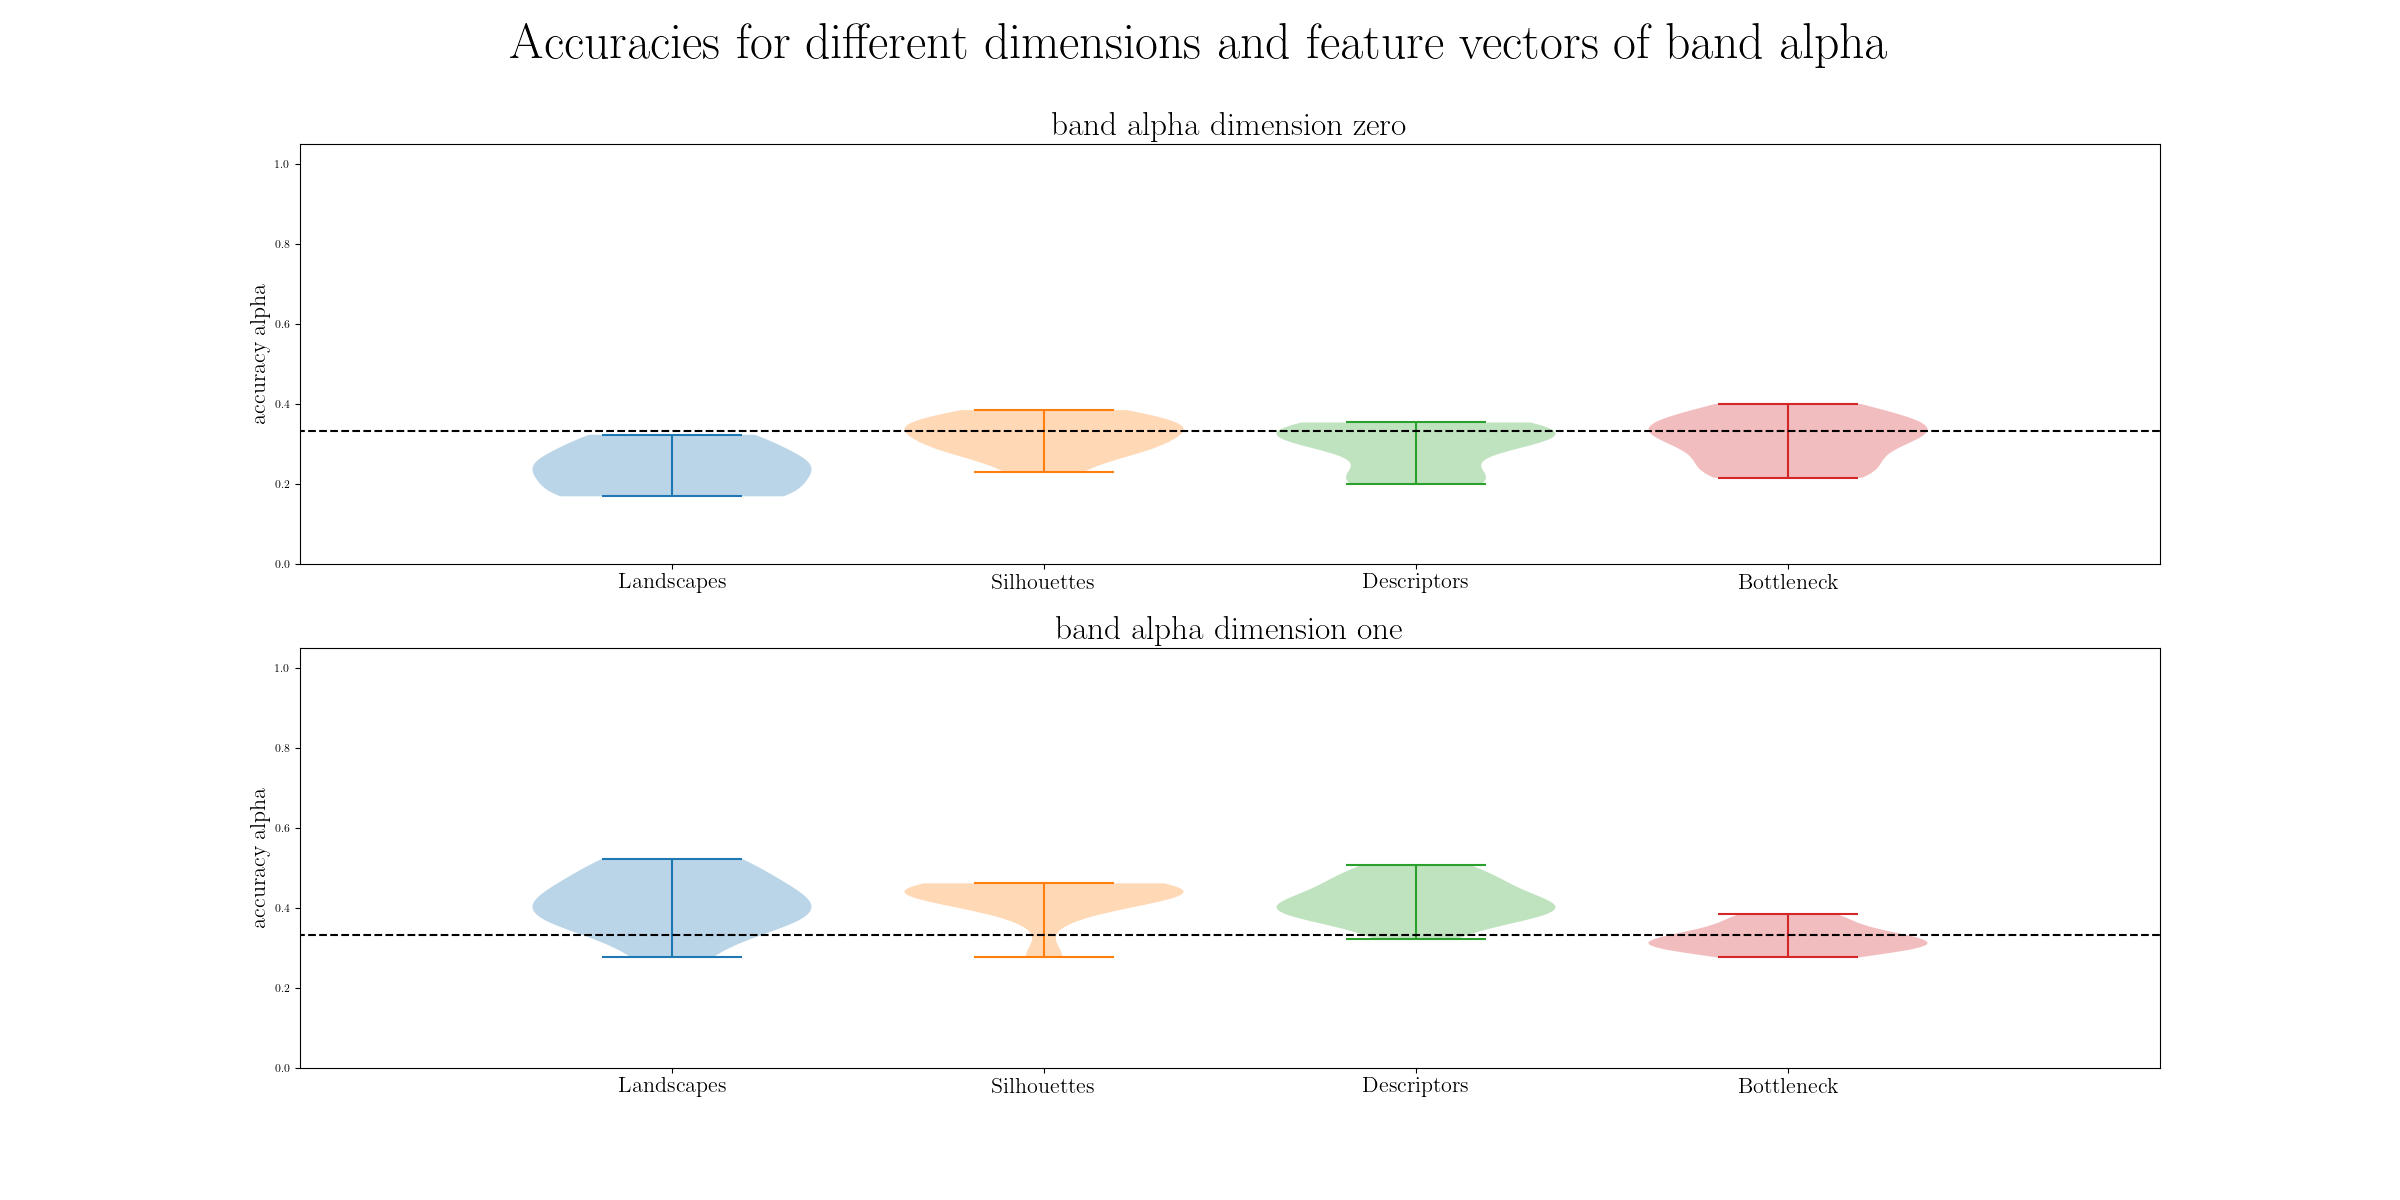 Accuracies for different dimensions and feature vectors of band alpha
band alpha dimension zero
1.0
0.8
0.6
0.4
0.2
0.0
accuracy alpha
Landscapes Silhouettes Descriptors Bottleneck
band alpha dimension one
1.0
0.8
0.6
0.4
0.2
0.0
accuracy alpha
Landscapes Silhouettes Descriptors Bottleneck